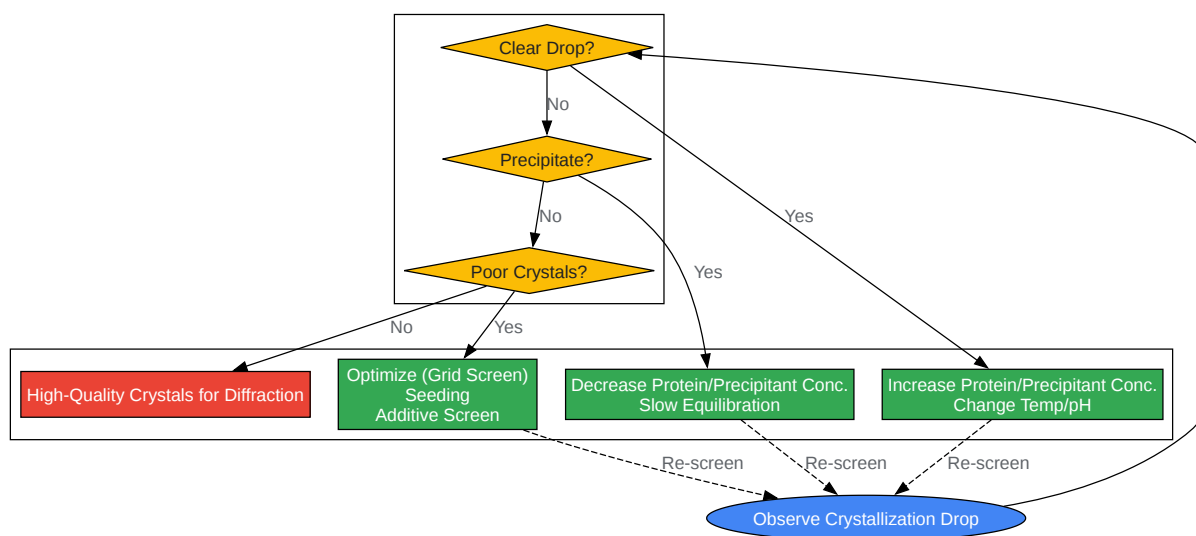 Clear Drop?
No
Precipitate?
No
Yes
Yes
Poor Crystals?
No
Yes
High-Quality Crystals for Diffraction
Optimize (Grid Screen)
Seeding
Additive Screen
Decrease Protein/Precipitant Conc.
Slow Equilibration
Increase Protein/Precipitant Conc.
Change Temp/pH
Re-screen
Re-screen
Re-screen
Observe Crystallization Drop